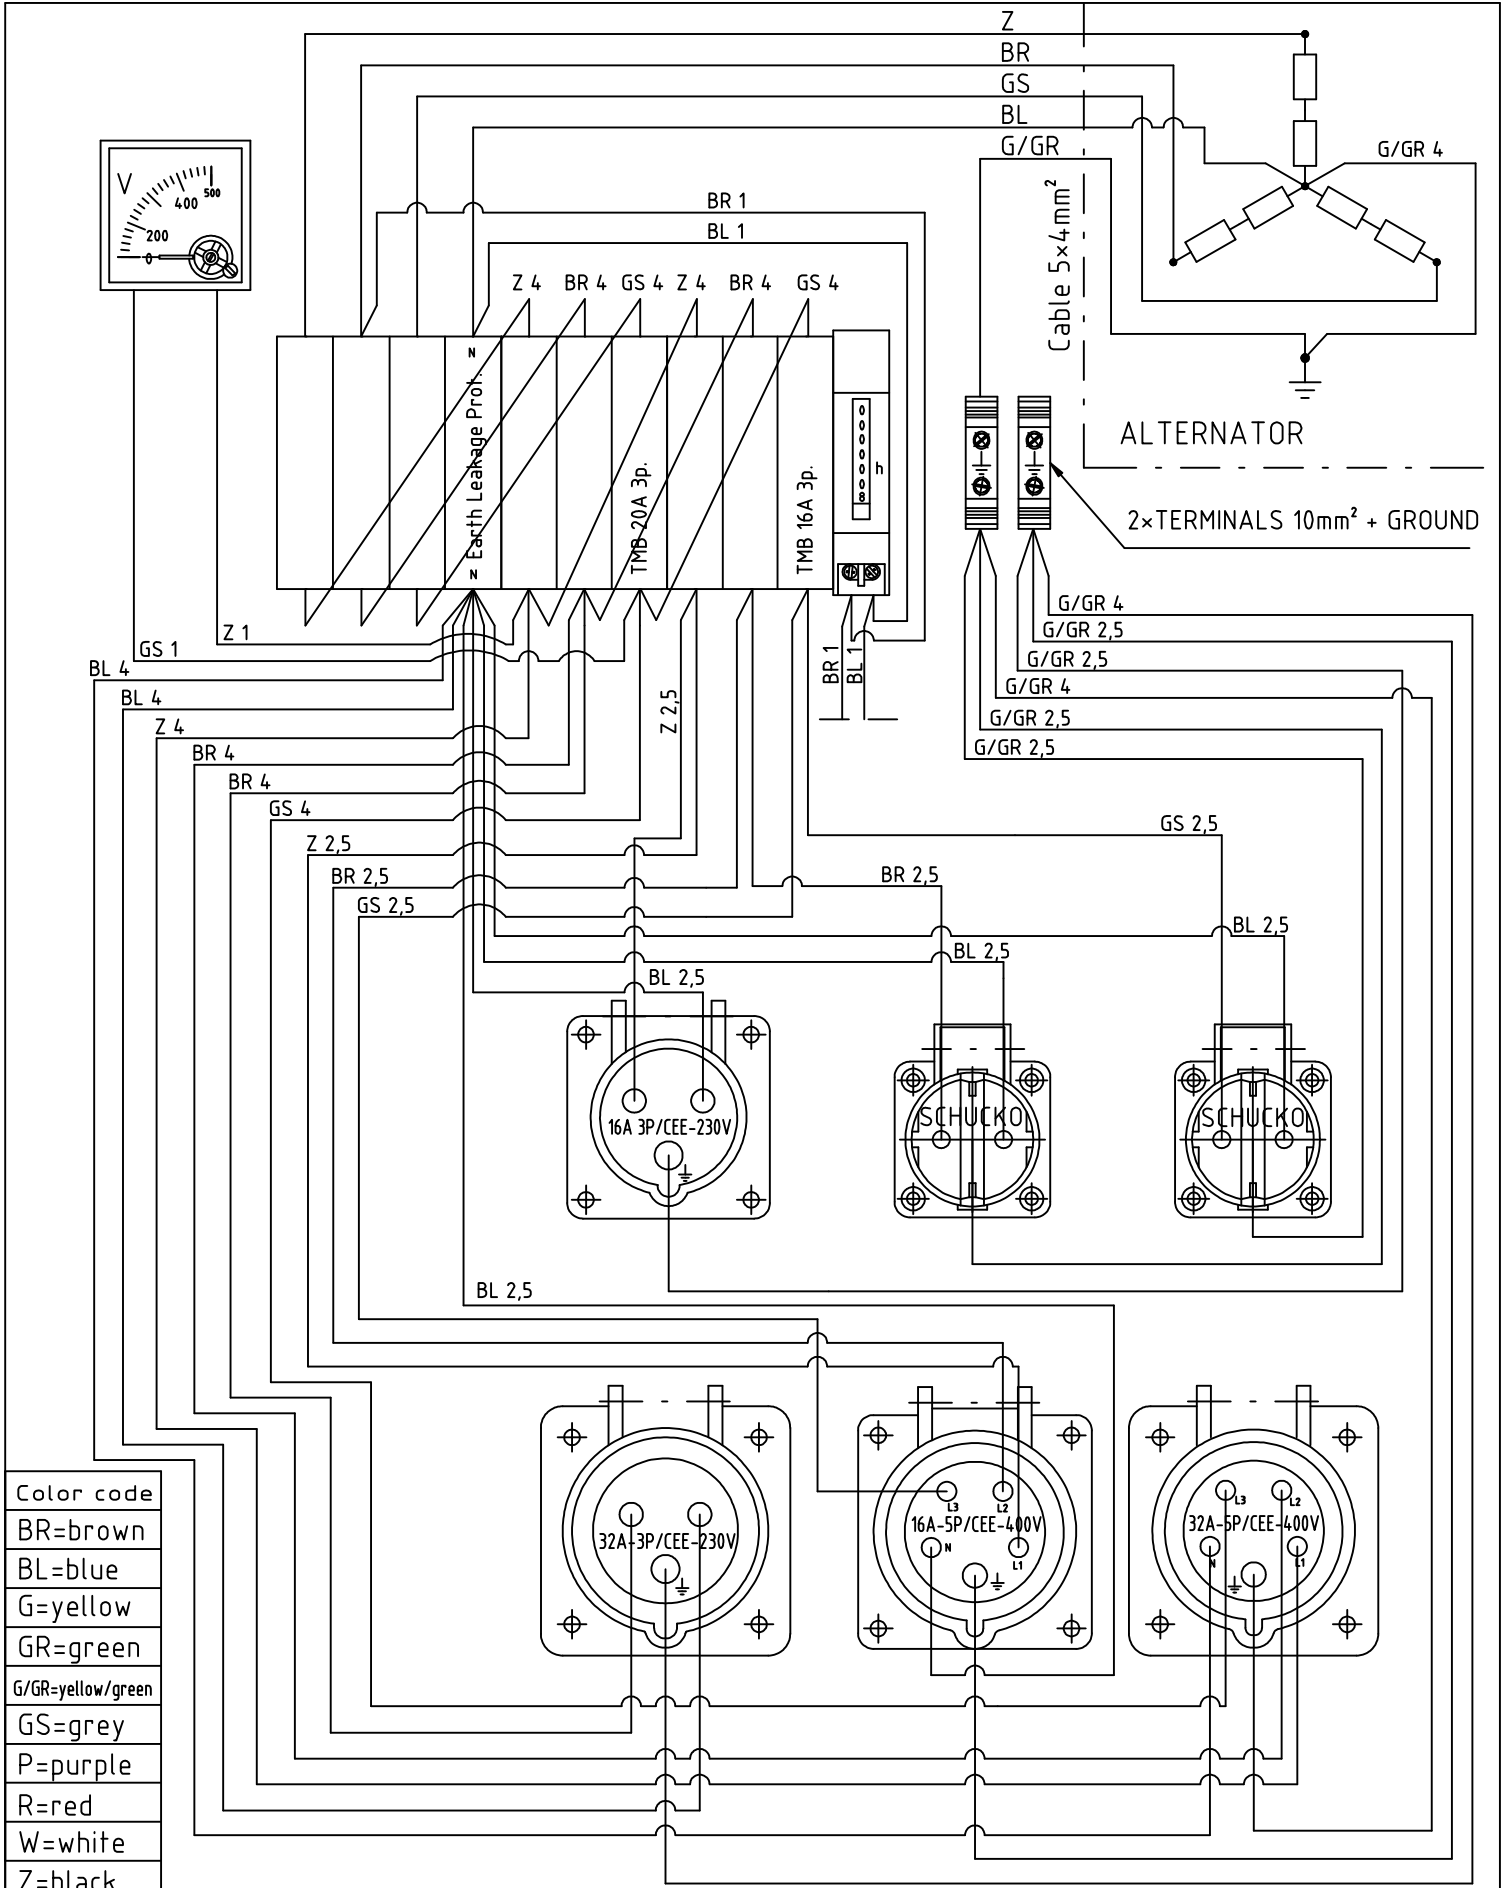 Z
BR
GS
BL
G/GR
G/GR 4
Cable 5×4mm²
V
0
200
400
500
BR 1
BL 1
Z 4
BR 4
GS 4
Z 4
BR 4
GS 4
N
Earth Leakage Prot.
N
TMB 20A 3p.
TMB 16A 3p.
0
0
0
0
0
0
8
h
ALTERNATOR
2×TERMINALS 10mm² + GROUND
G/GR 4
G/GR 2,5
G/GR 2,5
G/GR 4
G/GR 2,5
G/GR 2,5
Z 1
GS 1
BL 4
BL 4
Z 4
BR 4
BR 4
GS 4
Z 2,5
BR 2,5
GS 2,5
Z 2,5
BR 1
BL 1
GS 2,5
BR 2,5
BL 2,5
BL 2,5
BL 2,5
16A 3P/CEE-230V
SCHUCKO
SCHUCKO
BL 2,5
32A-3P/CEE-230V
L3
L2
16A-5P/CEE-400V
N
L1
L3
L2
32A-5P/CEE-400V
N
L1
Color code
BR=brown
BL=blue
G=yellow
GR=green
G/GR=yellow/green
GS=grey
P=purple
R=red
W=white
Z=black